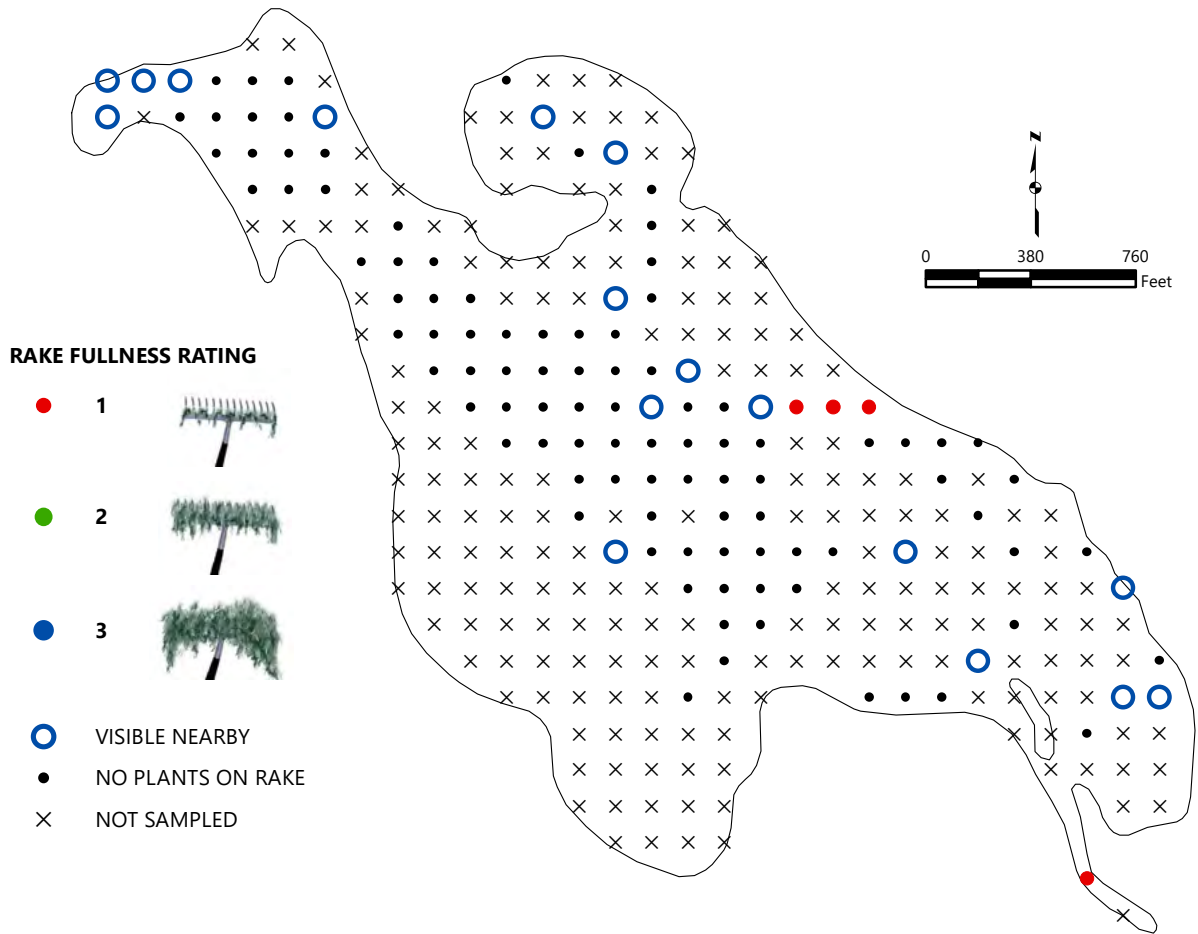 N
0 380 760
Feet
RAKE FULLNESS RATING
1
2
3
VISIBLE NEARBY
NO PLANTS ON RAKE
NOT SAMPLED